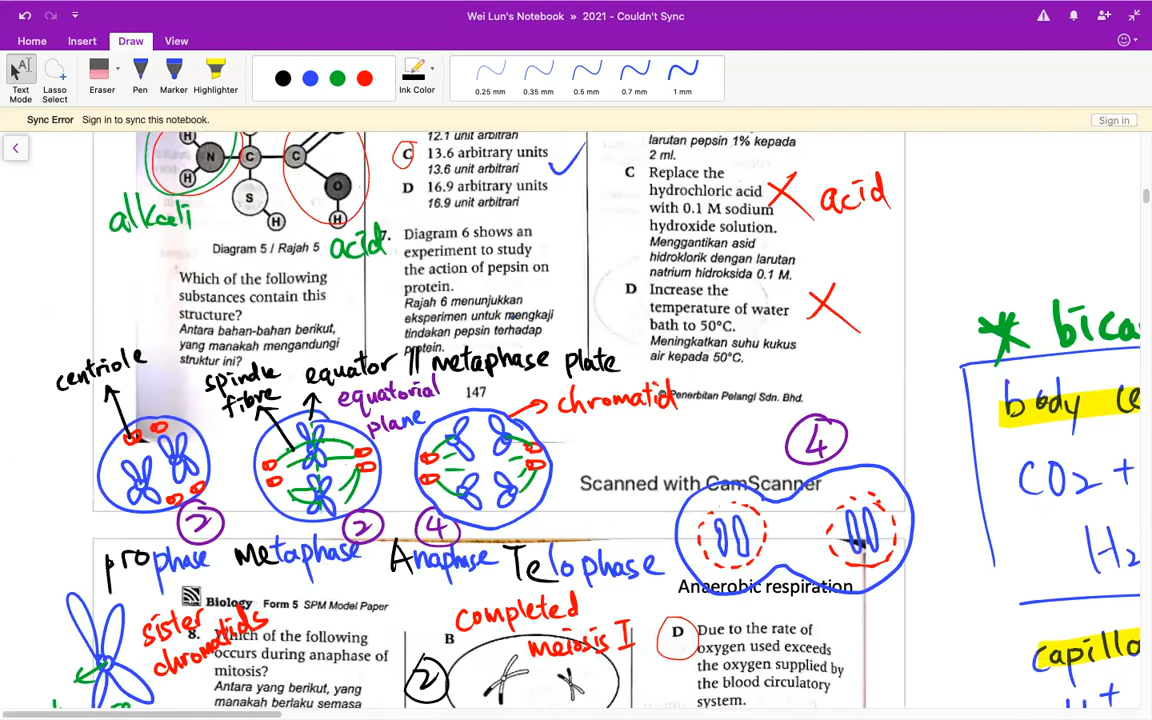 Wei Lun's Notebook » 2021 - Couldn't Sync
Home
Insert
Draw
View
Text
Mode
Lasso
Select
Eraser
Pen
Marker
Highlighter
Ink Color
0.25 mm
0.35 mm
0.5 mm
0.7 mm
1 mm
Sync Error Sign in to sync this notebook.
Sign in
H
N
C
C
H
S
H
O
H
alkali
acid
Diagram 5 / Rajah 5
Which of the following
substances contain this
structure?
Antara bahan-bahan berikut,
yang manakah mengandungi
struktur ini?
12.1 unit arbitrari
C 13.6 arbitrary units
13.6 unit arbitrari
D 16.9 arbitrary units
16.9 unit arbitrari
7. Diagram 6 shows an
experiment to study
the action of pepsin on
protein.
Rajah 6 menunjukkan
eksperimen untuk mengkaji
tindakan pepsin terhadap
protein.
larutan pepsin 1% kepada
2 ml.
C Replace the
hydrochloric acid
with 0.1 M sodium
hydroxide solution.
Menggantikan asid
hidroklorik dengan larutan
natrium hidroksida 0.1 M.
D Increase the
temperature of water
bath to 50°C.
Meningkatkan suhu kukus
air kepada 50°C.
acid
centriole
spindle
fibre
equator // metaphase plate
equatorial
plane
147
chromatid
Penerbitan Pelangi Sdn. Bhd.
Scanned with CamScanner
2
2
4
4
prophase Metaphase Anaphase Telophase
Anaerobic respiration
Biology Form 5 SPM Model Paper
sister
chromatids
8. Which of the following
occurs during anaphase of
mitosis?
Antara yang berikut, yang
manakah berlaku semasa
completed
meiosis I
B
2
D Due to the rate of
oxygen used exceeds
the oxygen supplied by
the blood circulatory
system.
* bica
body ce
CO2 +
H2
capilla
H+